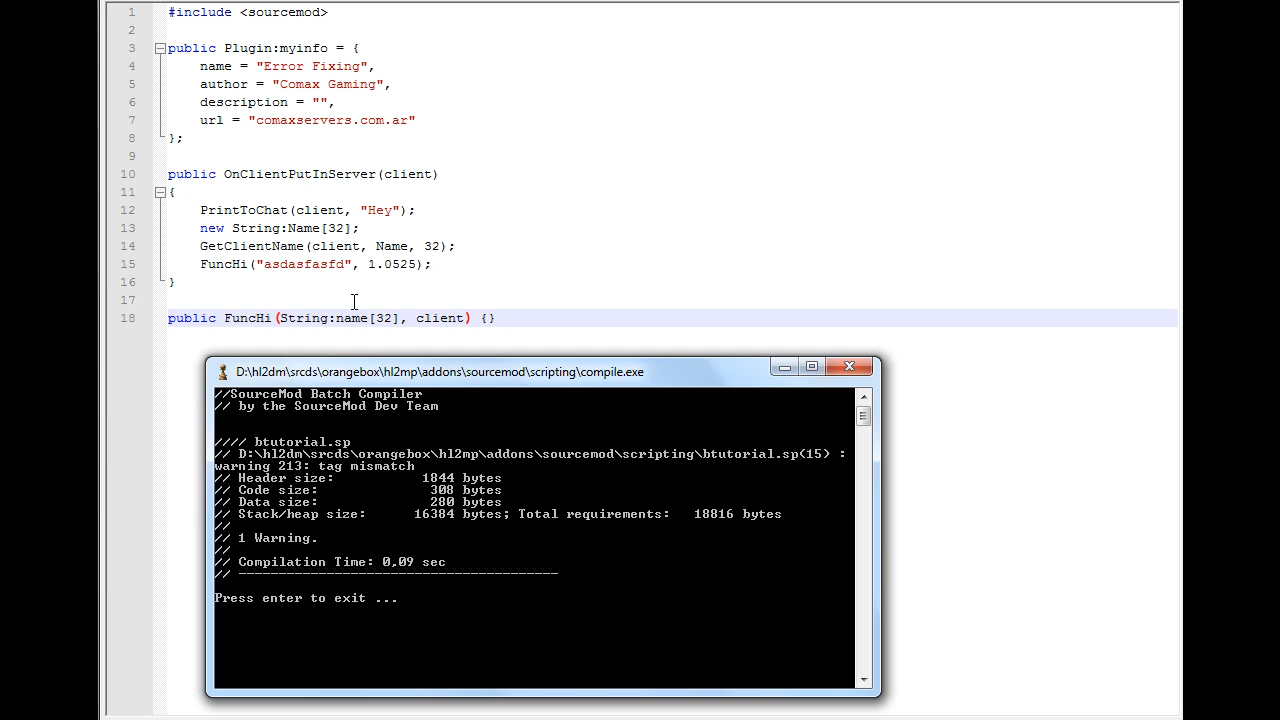 1 #include <sourcemod>
2
3 public Plugin:myinfo = {
4 name = "Error Fixing",
5 author = "Comax Gaming",
6 description = "",
7 url = "comaxservers.com.ar"
8 };
9
10 public OnClientPutInServer(client)
11 {
12 PrintToChat(client, "Hey");
13 new String:Name[32];
14 GetClientName(client, Name, 32);
15 FuncHi("asdasfasfd", 1.0525);
16 }
17
18 public FuncHi(String:name[32], client) {}
D:\hl2dm\srcds\orangebox\hl2mp\addons\sourcemod\scripting\compile.exe
//SourceMod Batch Compiler
// by the SourceMod Dev Team
//// btutorial.sp
// D:\hl2dm\srcds\orangebox\hl2mp\addons\sourcemod\scripting\btutorial.sp(15) :
warning 213: tag mismatch
// Header size: 1844 bytes
// Code size: 308 bytes
// Data size: 280 bytes
// Stack/heap size: 16384 bytes; Total requirements: 18816 bytes
//
// 1 Warning.
//
// Compilation Time: 0,09 sec
// ----------------------------------------
Press enter to exit ...